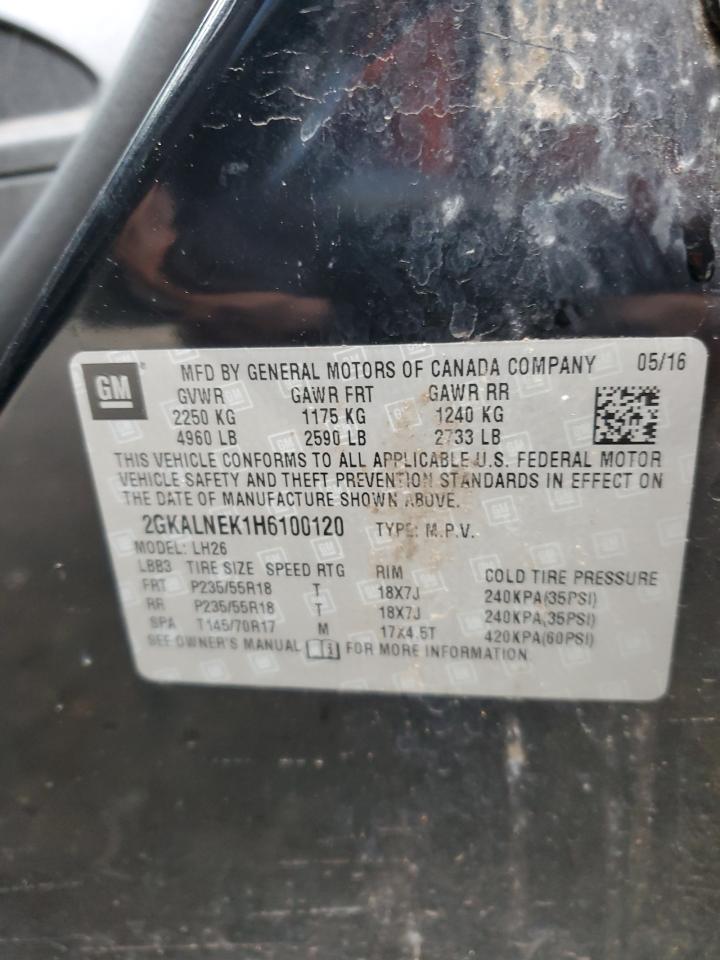 GM
MFD BY GENERAL MOTORS OF CANADA COMPANY 05/16
GVWR GAWR FRT GAWR RR
2250 KG 1175 KG 1240 KG
4960 LB 2590 LB 2733 LB
THIS VEHICLE CONFORMS TO ALL APPLICABLE U.S. FEDERAL MOTOR
VEHICLE SAFETY AND THEFT PREVENTION STANDARDS IN EFFECT ON
THE DATE OF MANUFACTURE SHOWN ABOVE.
2GKALNEK1H6100120 TYPE: M.P.V.
MODEL: LH26
LBB3 TIRE SIZE SPEED RTG RIM COLD TIRE PRESSURE
FRT P235/55R18 T 18X7J 240KPA(35PSI)
RR P235/55R18 T 18X7J 240KPA(35PSI)
SPA T145/70R17 M 17X4.5T 420KPA(60PSI)
SEE OWNER'S MANUAL FOR MORE INFORMATION